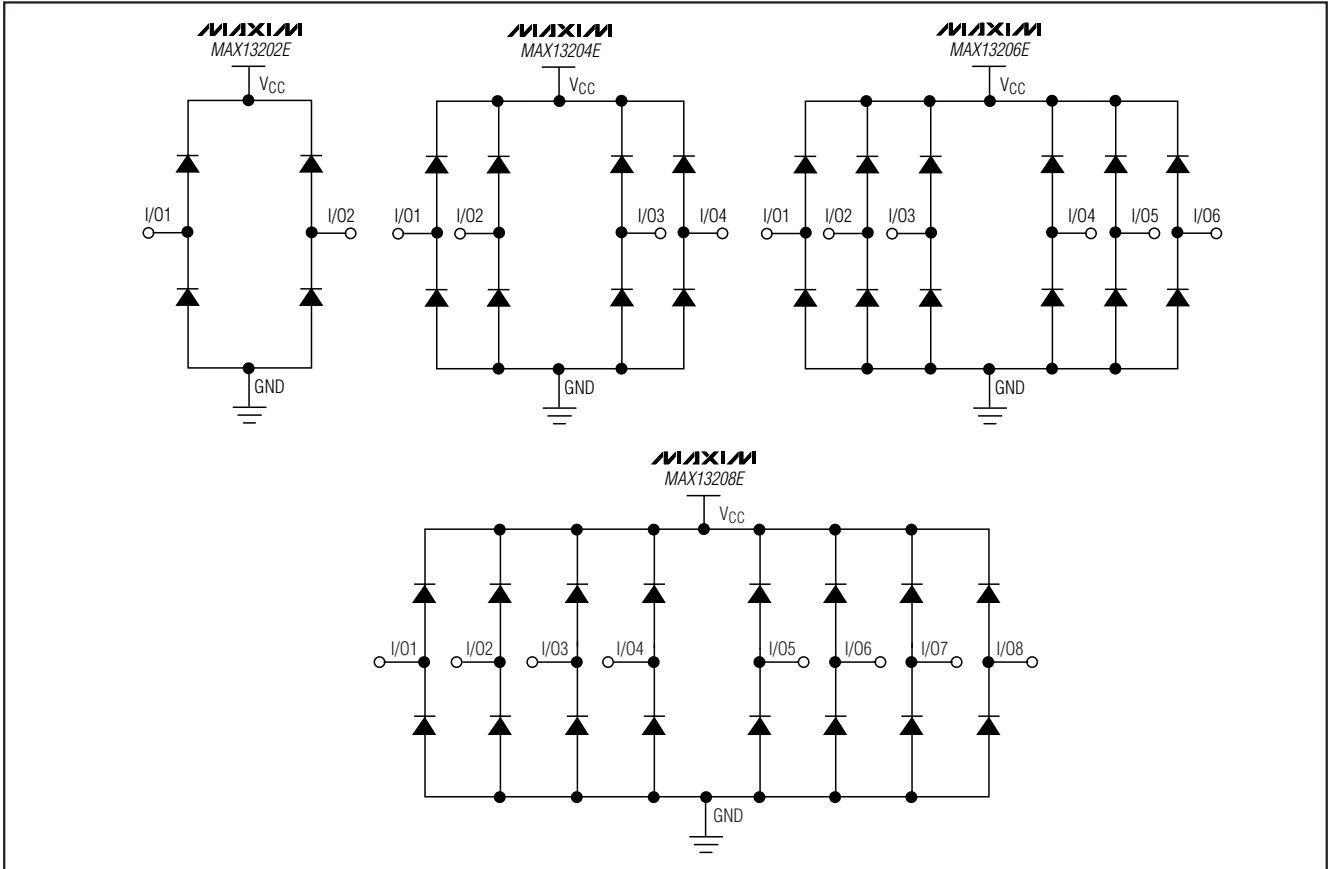 MAXIM
MAX13202E
VCC
I/O1
I/O2
GND
MAXIM
MAX13204E
VCC
I/O1
I/O2
I/O3
I/O4
GND
MAXIM
MAX13206E
VCC
I/O1
I/O2
I/O3
I/O4
I/O5
I/O6
GND
MAXIM
MAX13208E
VCC
I/O1
I/O2
I/O3
I/O4
I/O5
I/O6
I/O7
I/O8
GND